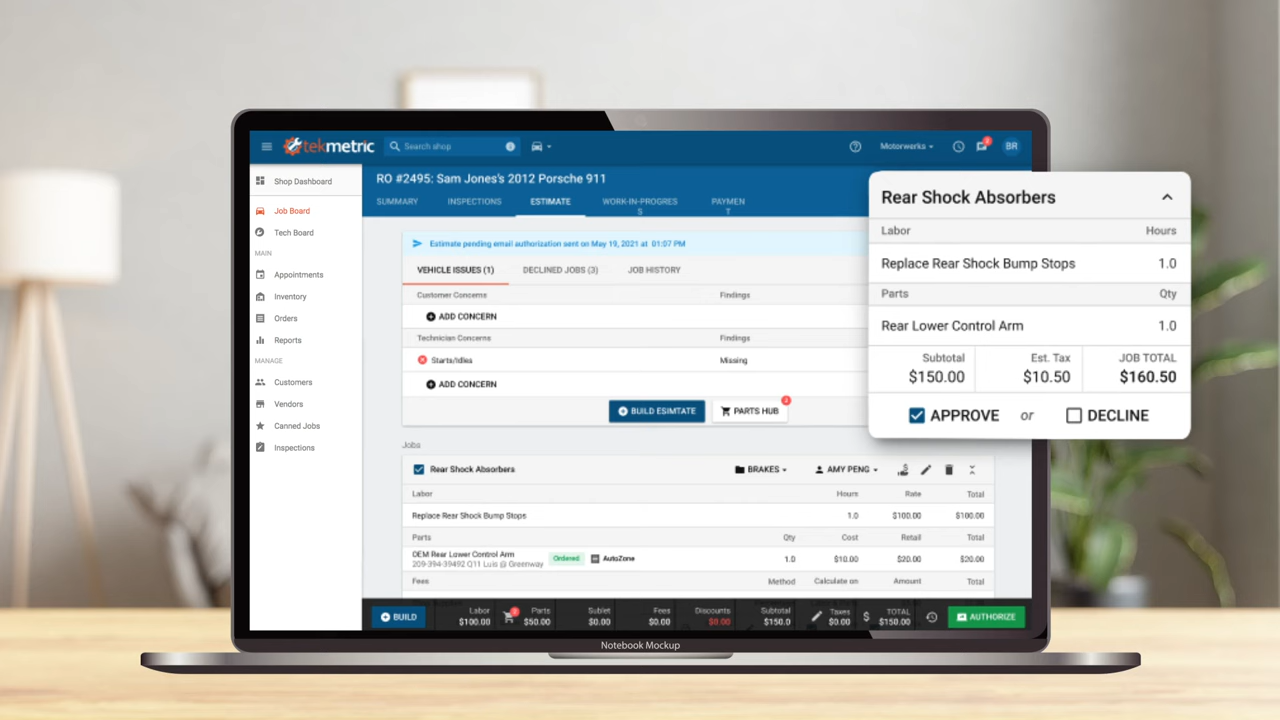 tekmetric
Search shop
Motorwerks
2
BR
Shop Dashboard
Job Board
Tech Board
MAIN
Appointments
Inventory
Orders
Reports
MANAGE
Customers
Vendors
Canned Jobs
Inspections
RO #2495: Sam Jones's 2012 Porsche 911
SUMMARY INSPECTIONS ESTIMATE WORK-IN-PROGRES
S PAYMEN
T
Estimate pending email authorization sent on May 19, 2021 at 01:07 PM
VEHICLE ISSUES (1) DECLINED JOBS (3) JOB HISTORY
Customer Concerns Findings
ADD CONCERN
Technician Concerns Findings
Starts/Idles Missing
ADD CONCERN
BUILD ESIMTATE PARTS HUB
Jobs
Rear Shock Absorbers BRAKES AMY PENG
Labor Hours Rate Total
Replace Rear Shock Bump Stops 1.0 $100.00 $100.00
Parts Qty Cost Retail Total
OEM Rear Lower Control Arm Ordered AutoZone 1.0 $10.00 $20.00 $20.00
209-394-39492 Q11 Luis @ Greenway
Fees Method Calculate on Amount Total
BUILD
Labor
$100.00
Parts
$50.00
Sublet
$0.00
Fees
$0.00
Discounts
$0.00
Subtotal
$150.0
Taxes
$0.00
TOTAL
$150.00
AUTHORIZE
Rear Shock Absorbers
Labor Hours
Replace Rear Shock Bump Stops 1.0
Parts Qty
Rear Lower Control Arm 1.0
Subtotal Est. Tax JOB TOTAL
$150.00 $10.50 $160.50
APPROVE or DECLINE
Notebook Mockup